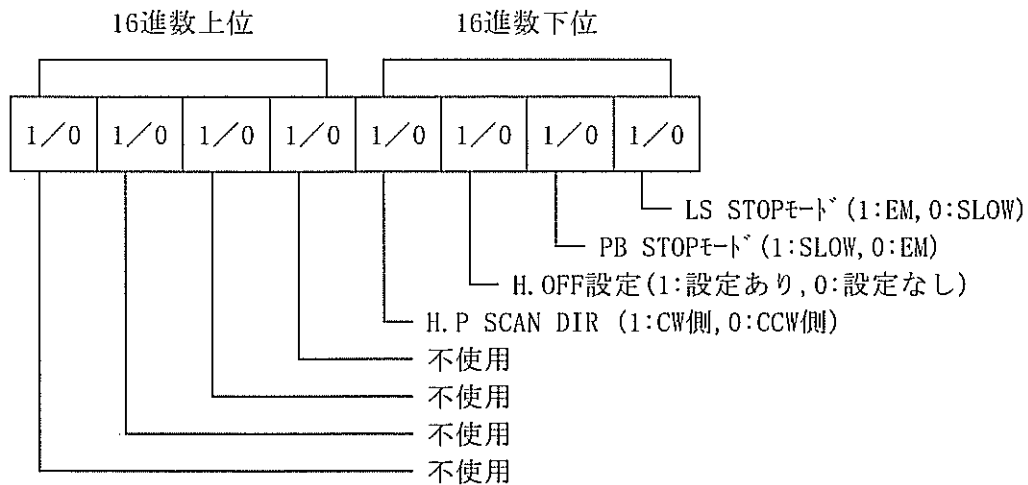 16進数上位 16進数下位
1／0 1／0 1／0 1／0 1／0 1／0 1／0 1／0
LS STOPﾓｰﾄﾞ(1:EM,0:SLOW)
PB STOPﾓｰﾄﾞ(1:SLOW,0:EM)
H.OFF設定(1:設定あり,0:設定なし)
H.P SCAN DIR (1:CW側,0:CCW側)
不使用
不使用
不使用
不使用